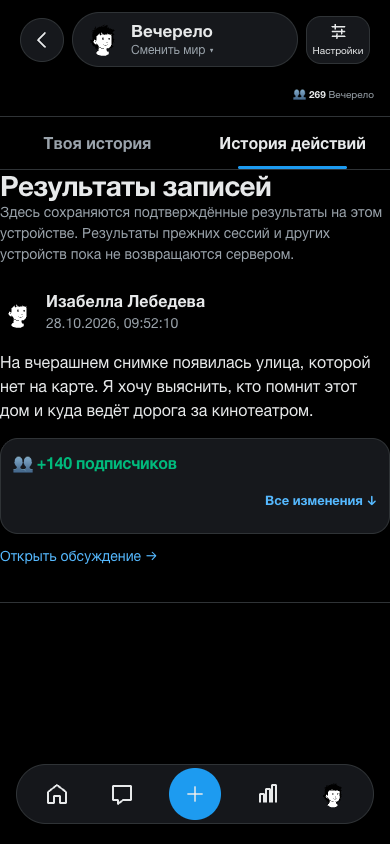 Вечерело
Сменить мир ▾
Настройки
👥 269 Вечерело
Твоя история
История действий
Результаты записей
Здесь сохраняются подтверждённые результаты на этом
устройстве. Результаты прежних сессий и других
устройств пока не возвращаются сервером.
Изабелла Лебедева
28.10.2026, 09:52:10
На вчерашнем снимке появилась улица, которой
нет на карте. Я хочу выяснить, кто помнит этот
дом и куда ведёт дорога за кинотеатром.
👥 +140 подписчиков
Все изменения ↓
Открыть обсуждение →